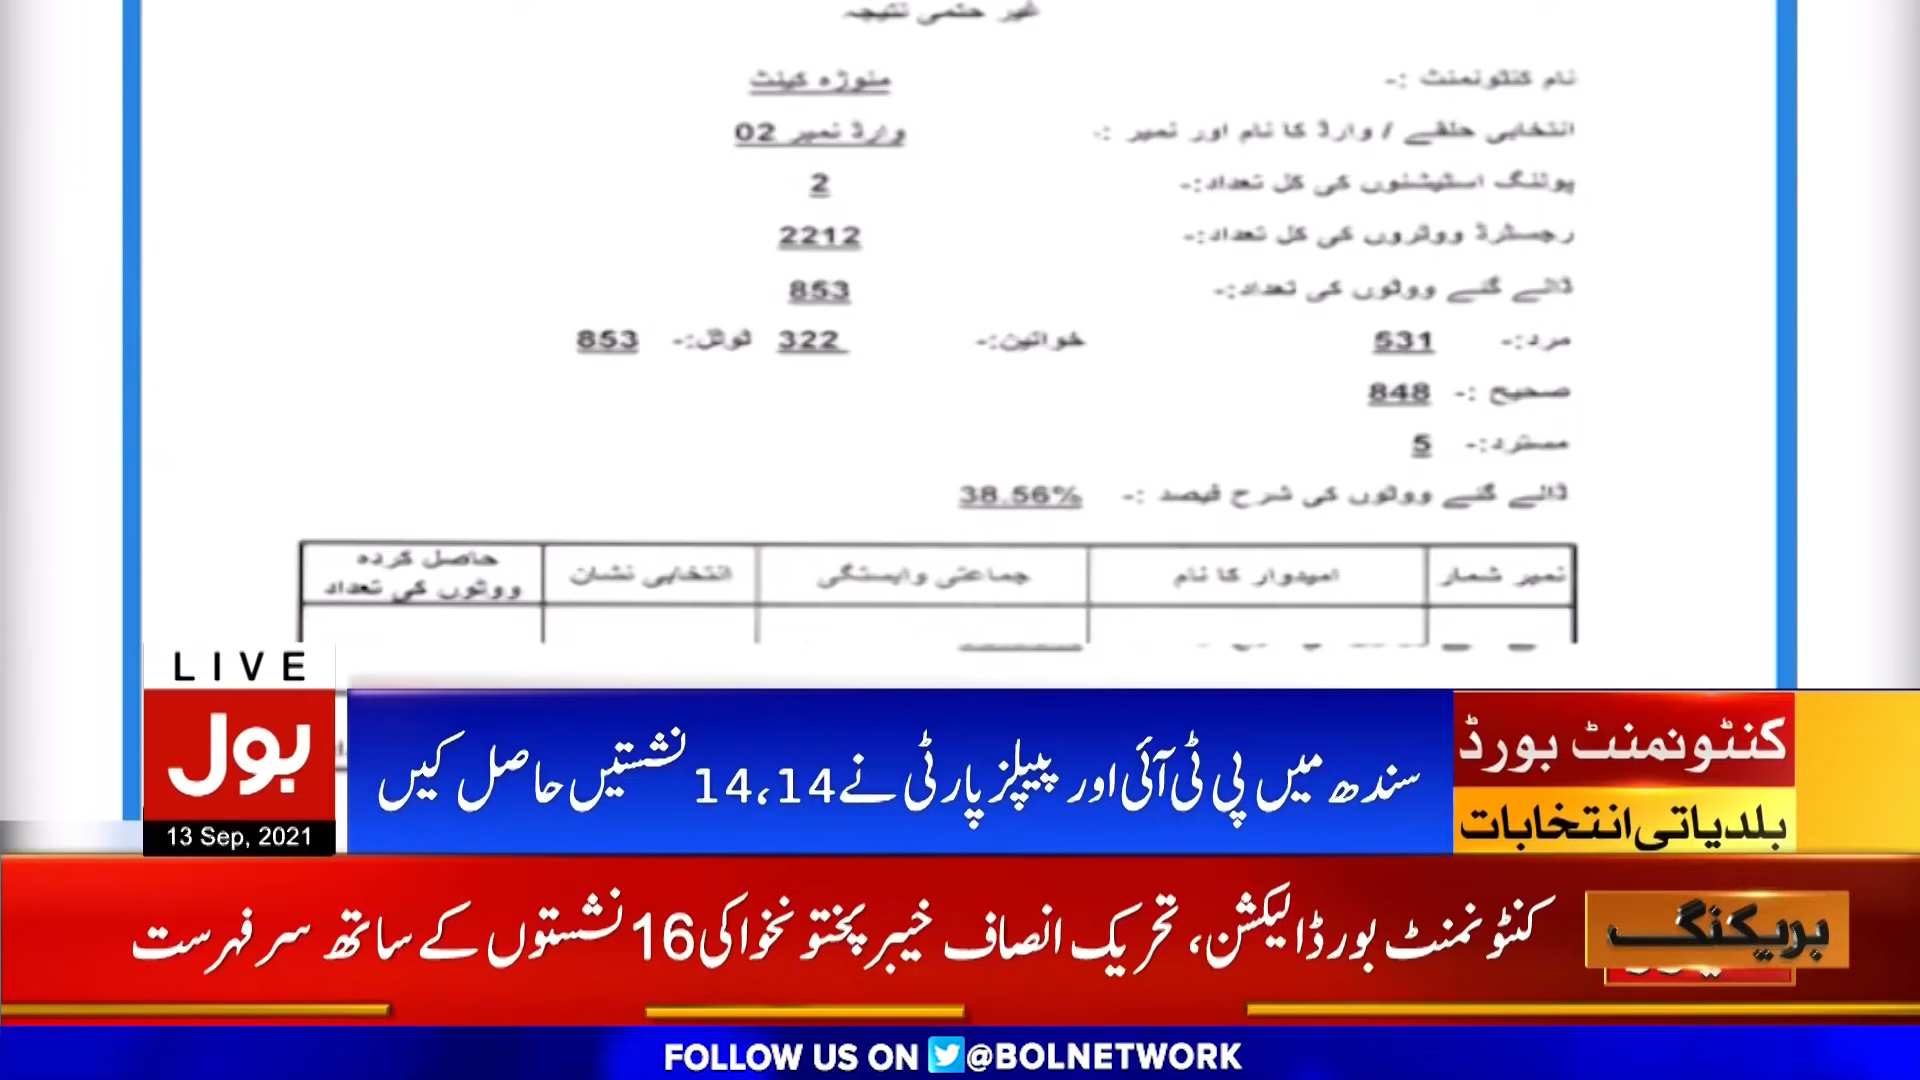 غیر حتمی نتیجہ
نام کنٹونمنٹ :- منوڑہ کینٹ
انتخابی حلقے / وارڈ کا نام اور نمبر :- وارڈ نمبر 02
پولنگ اسٹیشنوں کی کل تعداد:- 2
رجسٹرڈ ووٹروں کی کل تعداد:- 2212
ڈالے گئے ووٹوں کی تعداد:- 853
مرد:- 531 خواتین:- 322 ٹوٹل:- 853
صحیح :- 848
مسترد:- 5
ڈالے گئے ووٹوں کی شرح فیصد :- 38.56%
نمبر شمار امیدوار کا نام جماعتی وابستگی انتخابی نشان حاصل کردہ ووٹوں کی تعداد
LIVE
بول
13 Sep, 2021
کنٹونمنٹ بورڈ
بلدیاتی انتخابات
سندھ میں پی ٹی آئی اور پیپلز پارٹی نے 14،14 نشستیں حاصل کیں
بریکنگ
کنٹونمنٹ بورڈ الیکشن، تحریک انصاف خیبر پختونخوا کی 16 نشستوں کے ساتھ سرفہرست
FOLLOW US ON @BOLNETWORK